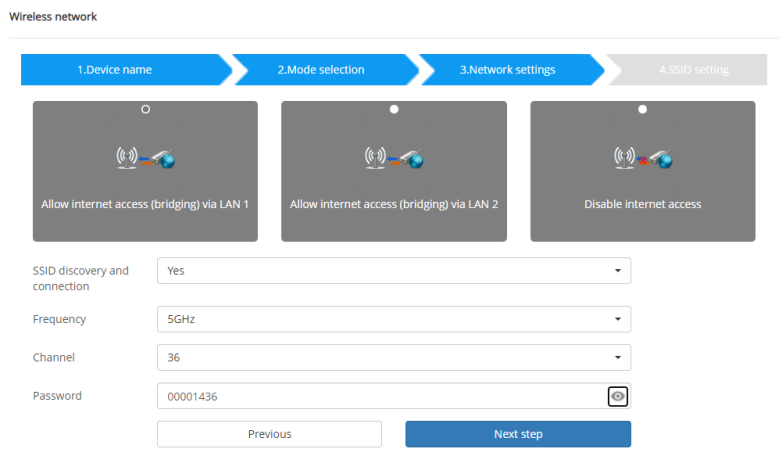 Wireless network
1.Device name
2.Mode selection
3.Network settings
4.SSID setting
Allow internet access (bridging) via LAN 1
Allow internet access (bridging) via LAN 2
Disable internet access
SSID discovery and
connection
Yes
Frequency
5GHz
Channel
36
Password
00001436
Previous
Next step